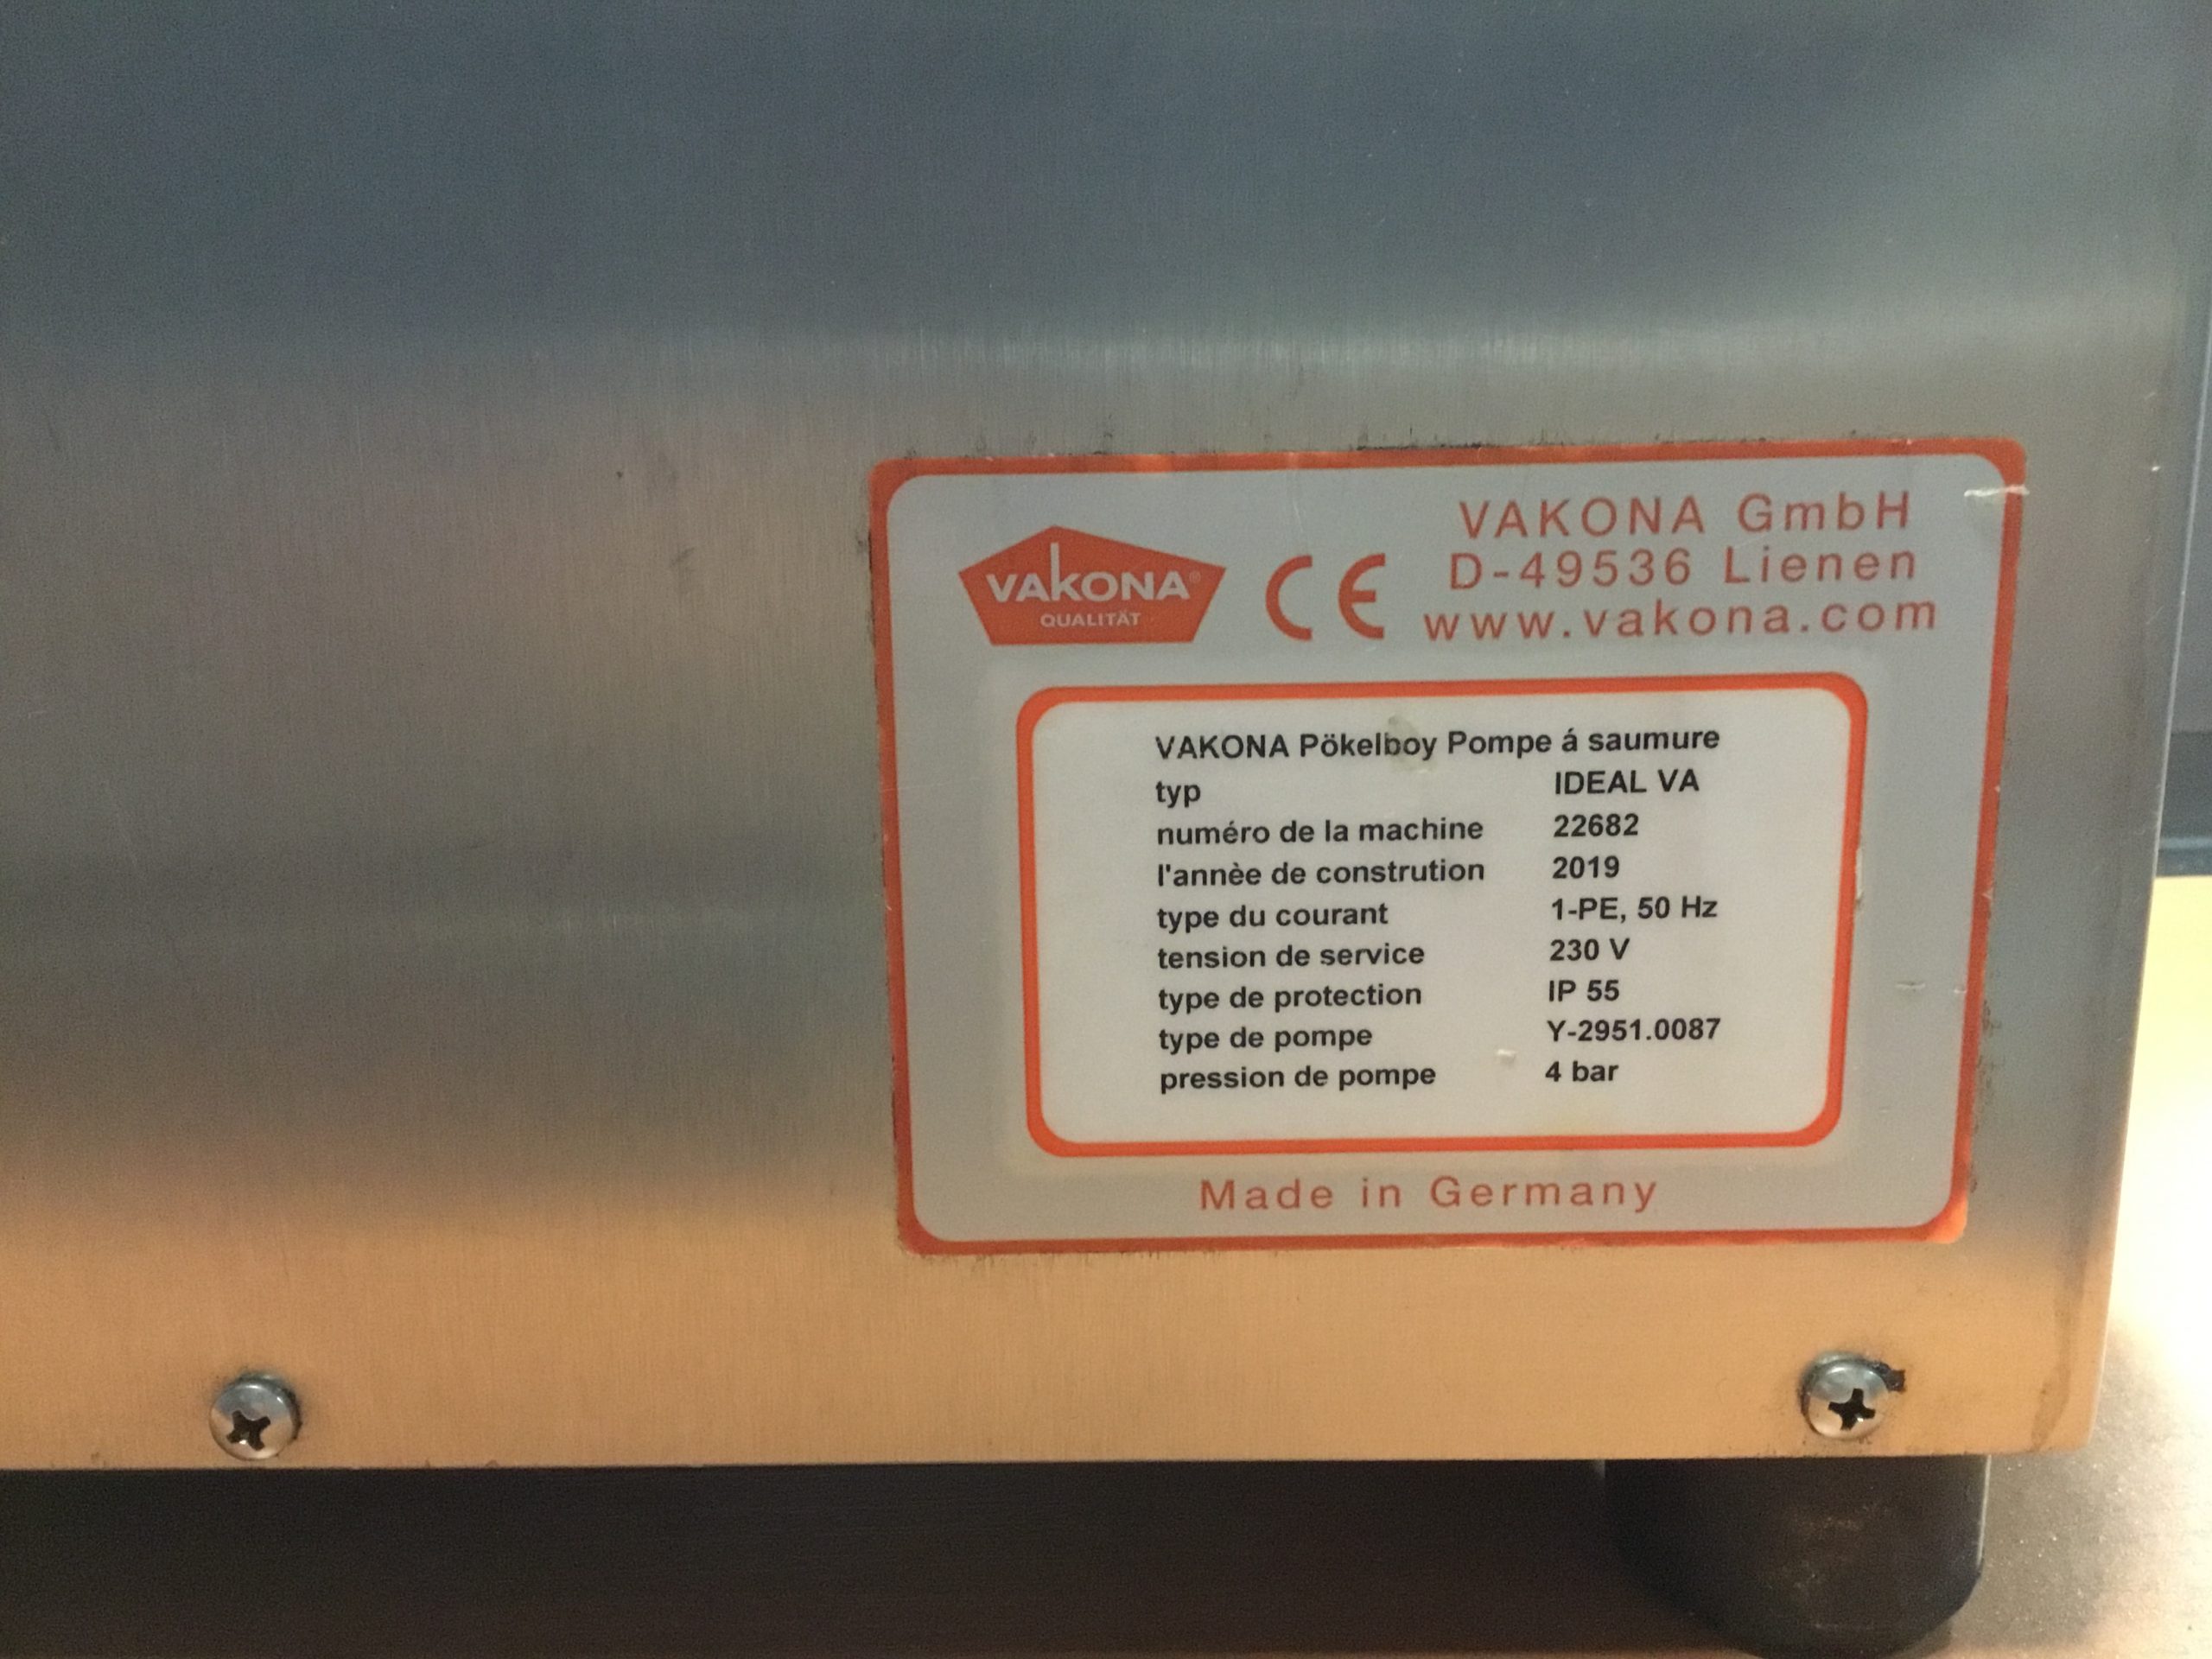 VAKONA®
QUALITÄT
CE
VAKONA GmbH
D-49536 Lienen
www.vakona.com
VAKONA Pökelboy Pompe á saumure
typ IDEAL VA
numéro de la machine 22682
l'annèe de constrution 2019
type du courant 1-PE, 50 Hz
tension de service 230 V
type de protection IP 55
type de pompe Y-2951.0087
pression de pompe 4 bar
Made in Germany